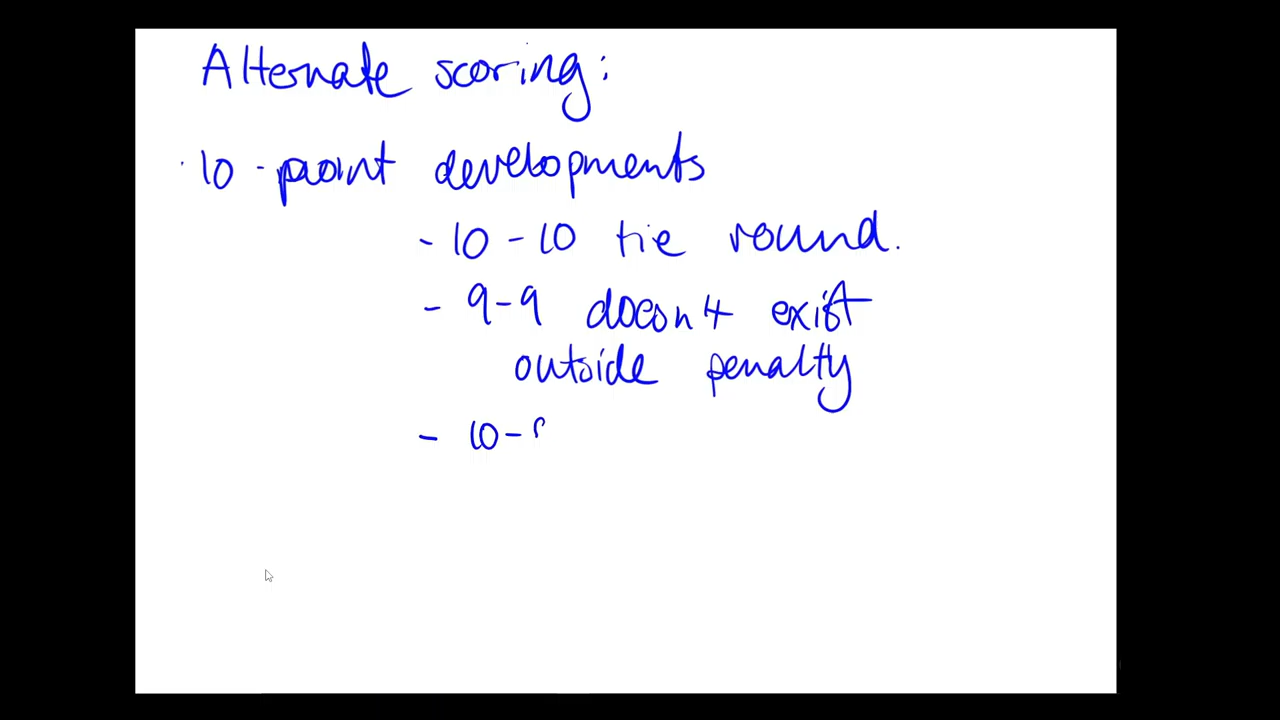 Alternate scoring:
10-point developments
- 10-10 tie round.
- 9-9 doesn't exist
outside penalty
- 10-